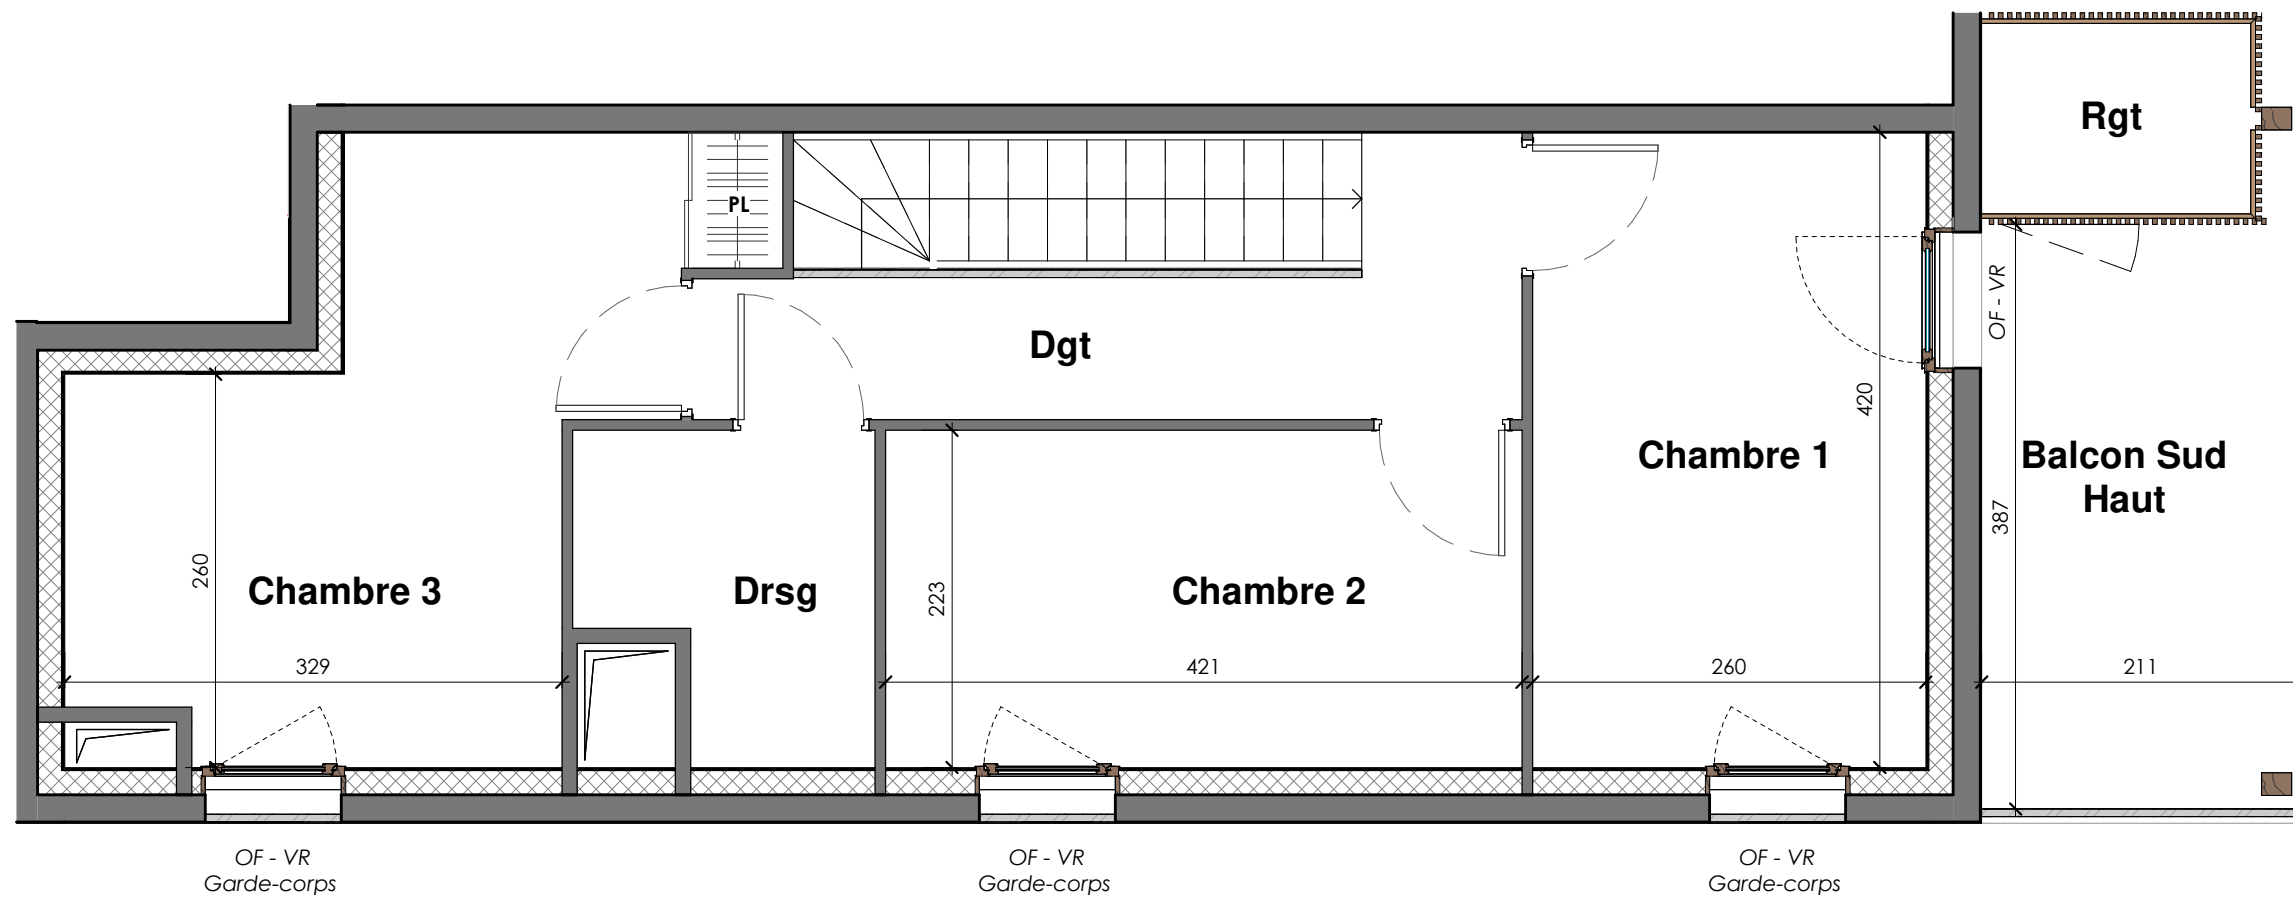 Rgt
PL
OF - VR
Dgt
420
Chambre 1
Balcon Sud
Haut
387
260
Chambre 3
Drsg
223
Chambre 2
329
421
260
211
OF - VR
Garde-corps
OF - VR
Garde-corps
OF - VR
Garde-corps